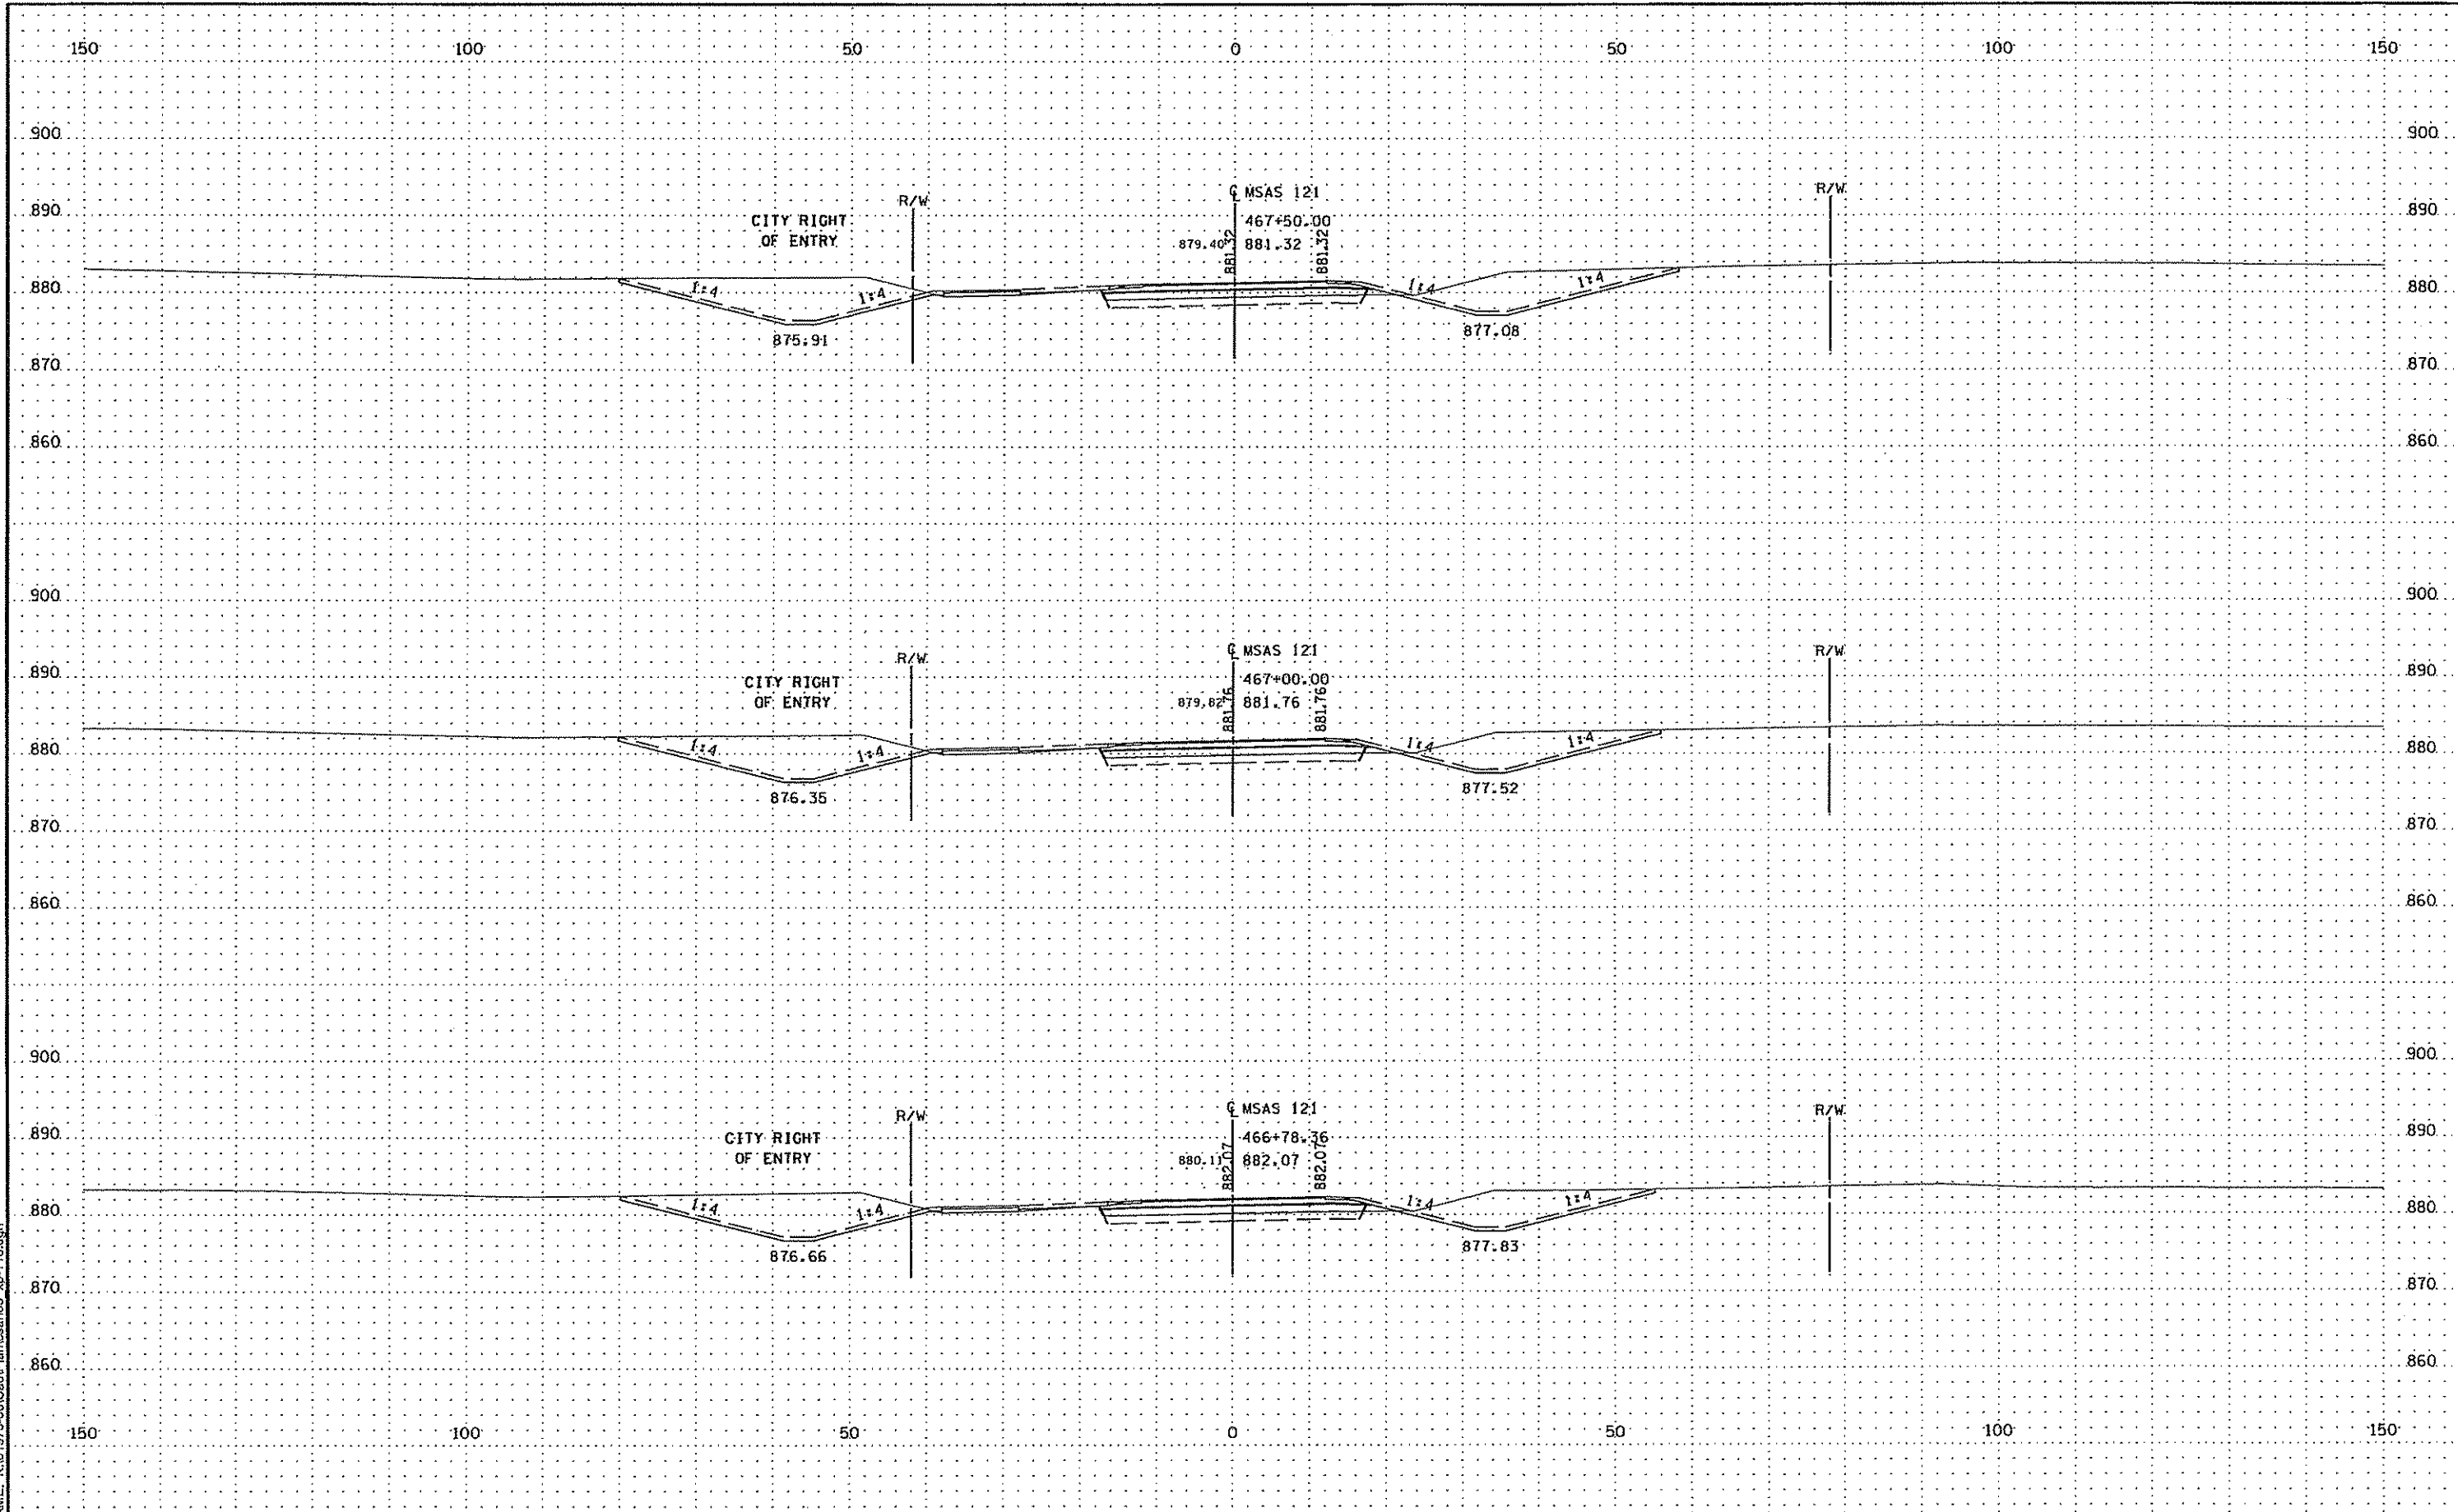 150 100 50 0 50 100 150
900 900
R/W ℄ MSAS 121 R/W
890 CITY RIGHT 467+50.00 890
OF ENTRY 879.40 881.32 881.32 881.32
880 1:4 1:4 1:4 1:4 880
875.91 877.08
870 870
860 860
900 900
R/W ℄ MSAS 121 R/W
890 CITY RIGHT 467+00.00 890
OF ENTRY 879.82 881.76 881.76 881.76
880 1:4 1:4 1:4 1:4 880
876.35 877.52
870 870
860 860
900 900
R/W ℄ MSAS 121 R/W
890 CITY RIGHT 466+78.36 890
OF ENTRY 880.11 882.07 882.07 882.07
880 1:4 1:4 1:4 1:4 880
876.66 877.83
870 870
860 860
150 100 50 0 50 100 150